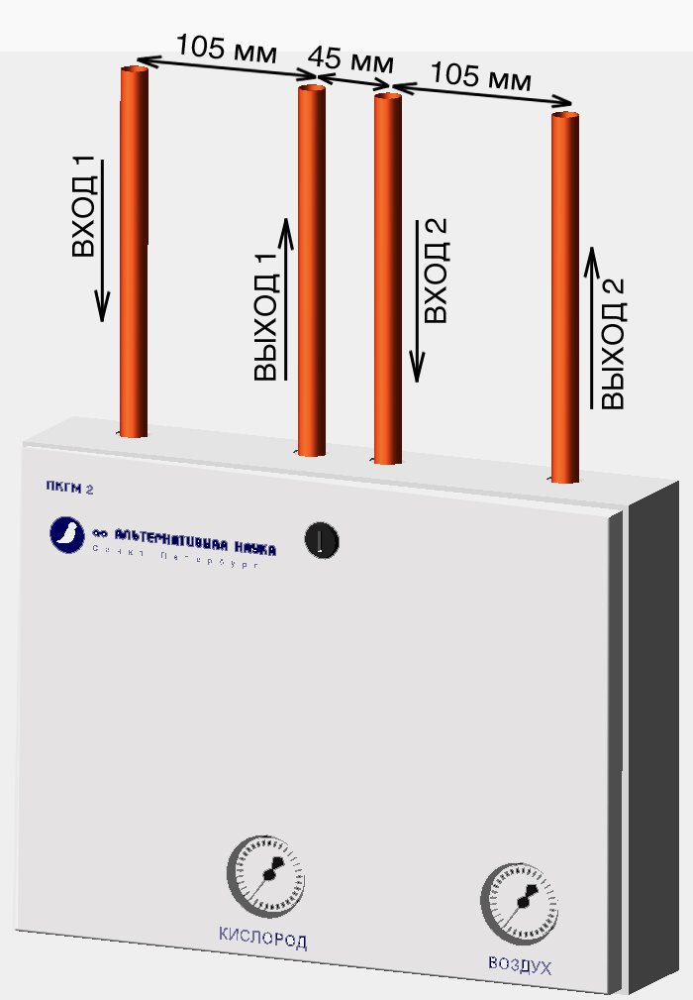 105 мм
45 мм
105 мм
ВХОД 1
ВЫХОД 1
ВХОД 2
ВЫХОД 2
ПКГМ 2
АЛЬТЕРНАТИВНАЯ НАУКА
Санкт Петербург
КИСЛОРОД
ВОЗДУХ